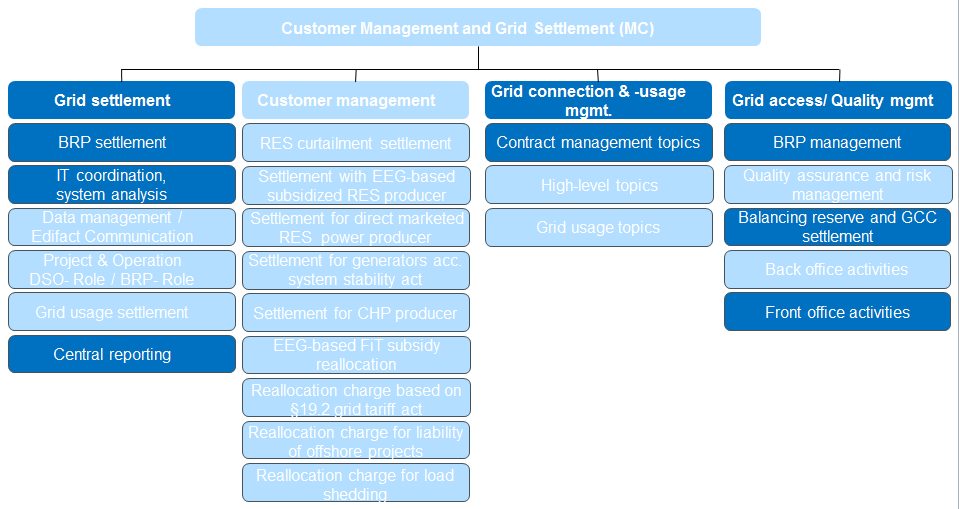 Customer Management and Grid Settlement (MC)
Grid settlement
BRP settlement
IT coordination,
system analysis
Data management /
Edifact Communication
Project & Operation
DSO- Role / BRP- Role
Grid usage settlement
Central reporting
Customer management
RES curtailment settlement
Settlement with EEG-based
subsidized RES producer
Settlement for direct marketed
RES power producer
Settlement for generators acc.
system stability act
Settlement for CHP producer
EEG-based FiT subsidy
reallocation
Reallocation charge based on
§19.2 grid tariff act
Reallocation charge for liability
of offshore projects
Reallocation charge for load
shedding
Grid connection & -usage
mgmt.
Contract management topics
High-level topics
Grid usage topics
Grid access/ Quality mgmt
BRP management
Quality assurance and risk
management
Balancing reserve and GCC
settlement
Back office activities
Front office activities